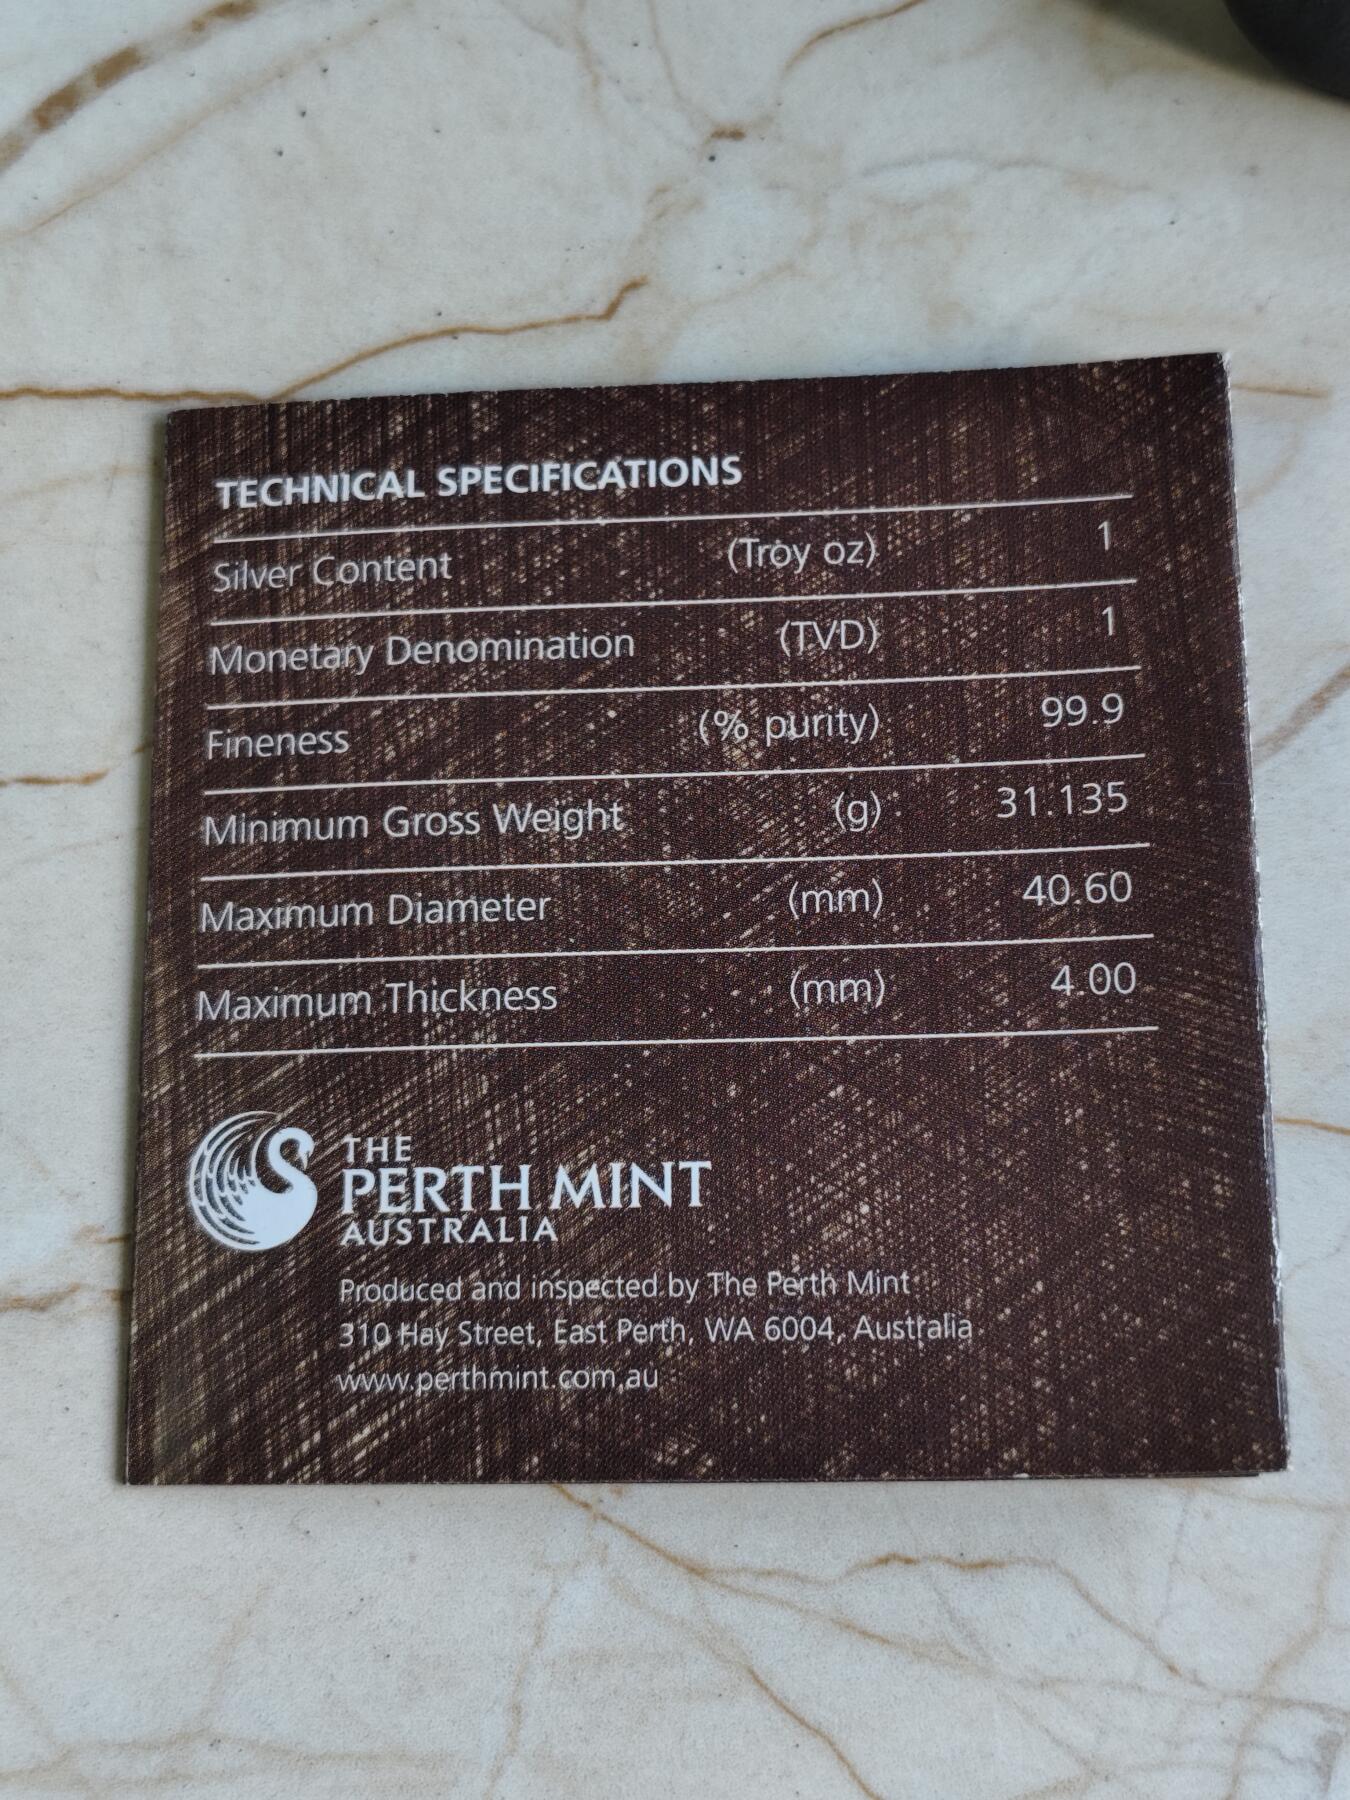 TECHNICAL SPECIFICATIONS
Silver Content (Troy oz) 1
Monetary Denomination (TVD) 1
Fineness (% purity) 99.9
Minimum Gross Weight (g) 31.135
Maximum Diameter (mm) 40.60
Maximum Thickness (mm) 4.00
THE
PERTH MINT
AUSTRALIA
Produced and inspected by The Perth Mint
310 Hay Street, East Perth, WA 6004, Australia
www.perthmint.com.au